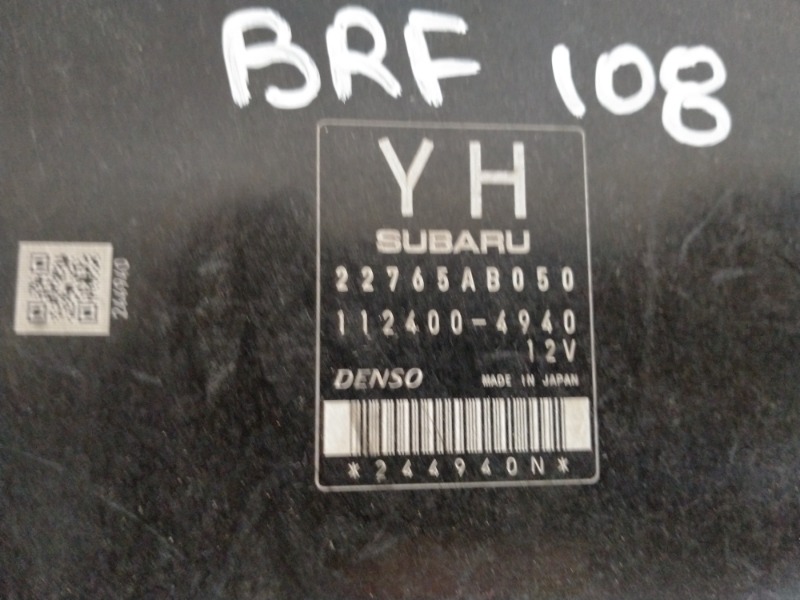 BRF 108
YH
SUBARU
22765AB050
112400-4940
12V
DENSO MADE IN JAPAN
*244940N*
244940